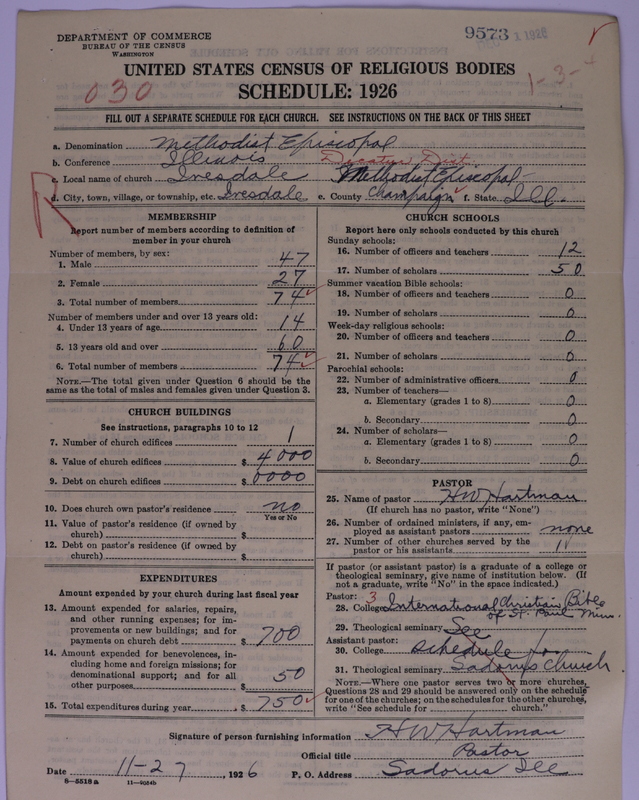 DEPARTMENT OF COMMERCE
BUREAU OF THE CENSUS
WASHINGTON
9573
1 1926
030
1-3-4
UNITED STATES CENSUS OF RELIGIOUS BODIES
SCHEDULE: 1926
FILL OUT A SEPARATE SCHEDULE FOR EACH CHURCH. SEE INSTRUCTIONS ON THE BACK OF THIS SHEET
a. Denomination Methodist Episcopal
b. Conference Illinois Decatur Dist.
c. Local name of church Ivesdale Methodist Episcopal
d. City, town, village, or township, etc. Ivesdale e. County Champaign f. State Ill.
R
MEMBERSHIP
Report number of members according to definition of
member in your church
Number of members, by sex:
1. Male 47
2. Female 27
3. Total number of members 74
Number of members under and over 13 years old:
4. Under 13 years of age 14
5. 13 years old and over 60
6. Total number of members 74
NOTE.—The total given under Question 6 should be the
same as the total of males and females given under Question 3.
CHURCH BUILDINGS
See instructions, paragraphs 10 to 12
7. Number of church edifices 1
8. Value of church edifices $ 4000
9. Debt on church edifices $ 0000
10. Does church own pastor's residence no
Yes or No
11. Value of pastor's residence (if owned by
church) $
12. Debt on pastor's residence (if owned by
church) $
EXPENDITURES
Amount expended by church during last fiscal year
13. Amount expended for salaries, repairs,
and other running expenses; for im-
provements or new buildings; and for
payments on church debt $ 700
14. Amount expended for benevolences, in-
cluding home and foreign missions; for
denominational support; and for all
other purposes $ 50
15. Total expenditures during year $ 750
CHURCH SCHOOLS
Report here only schools conducted by this church
Sunday schools:
16. Number of officers and teachers 12
17. Number of scholars 50
Summer vacation Bible schools:
18. Number of officers and teachers 0
19. Number of scholars 0
Week-day religious schools:
20. Number of officers and teachers 0
21. Number of scholars 0
Parochial schools:
22. Number of administrative officers 0
23. Number of teachers—
a. Elementary (grades 1 to 8) 0
b. Secondary 0
24. Number of scholars—
a. Elementary (grades 1 to 8) 0
b. Secondary 0
PASTOR
25. Name of pastor H W Hartman
(If church has no pastor, write "None")
26. Number of ordained ministers, if any, em-
ployed as assistant pastors none
27. Number of other churches served by the
pastor or his assistants
If pastor (or assistant pastor) is a graduate of a college or
theological seminary, give name of institution below. (If
not a graduate, write "No" in the space indicated.)
Pastor: 3
28. College International Christian Bible
of St. Paul Minn.
29. Theological seminary See
Assistant pastor:
30. College schedule for
31. Theological seminary Sadorus Church
NOTE.—Where one pastor serves two or more churches,
Questions 28 and 29 should be answered only on the schedule
for one of the churches; on the schedules for the other churches,
write "See schedule for church."
Signature of person furnishing information H W Hartman
Official title Pastor
Date 11-27, 1926 P. O. Address Sadorus Ill
8—5518a 11—9084b